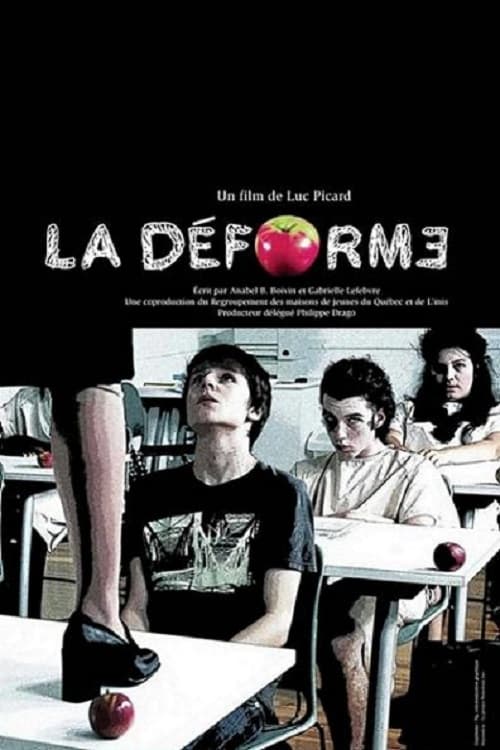 Un film de Luc Picard
LA DÉFORME
Écrit par Anabel B. Boivin et Gabrielle Lefebvre
Une coproduction du Regroupement des maisons de jeunes du Québec et de L'inis
Producteur délégué Philippe Drago